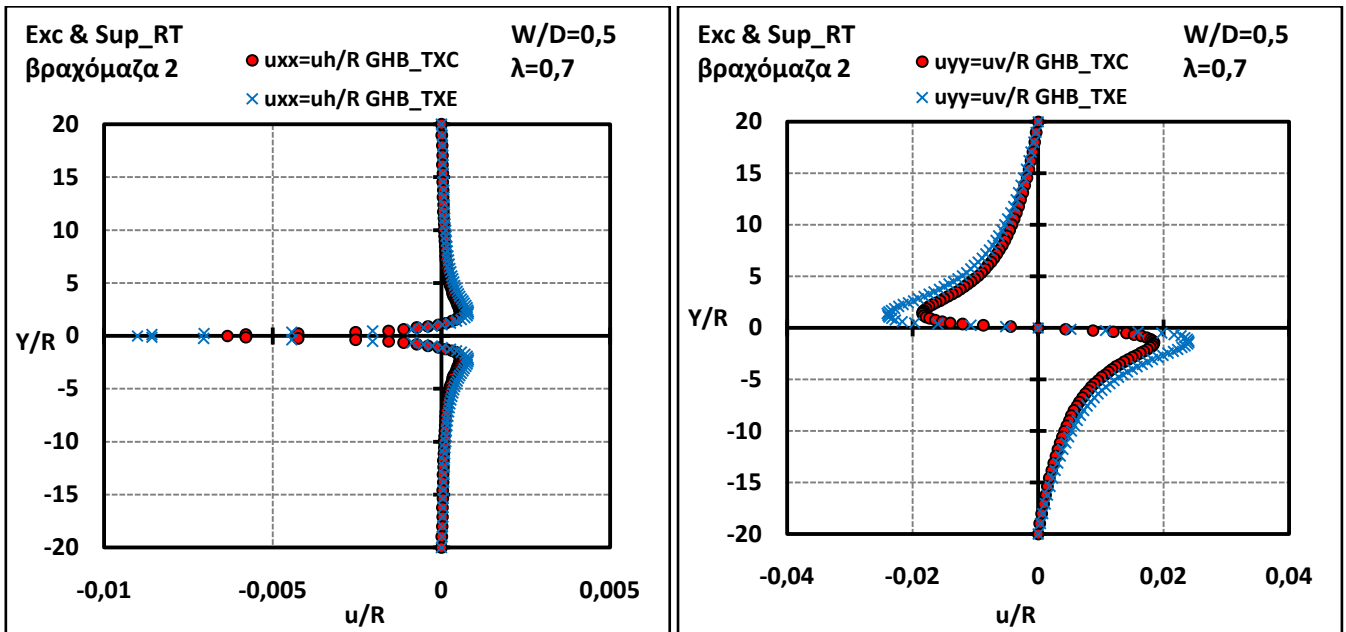 Exc & Sup_RT
βραχόμαζα 2
W/D=0,5
λ=0,7
uxx=uh/R GHB_TXC
uxx=uh/R GHB_TXE
20
15
10
5
0
-5
-10
-15
-20
Y/R
-0,01
-0,005
0
0,005
u/R
Exc & Sup_RT
βραχόμαζα 2
W/D=0,5
λ=0,7
uyy=uv/R GHB_TXC
uyy=uv/R GHB_TXE
20
15
10
5
0
-5
-10
-15
-20
Y/R
-0,04
-0,02
0
0,02
0,04
u/R